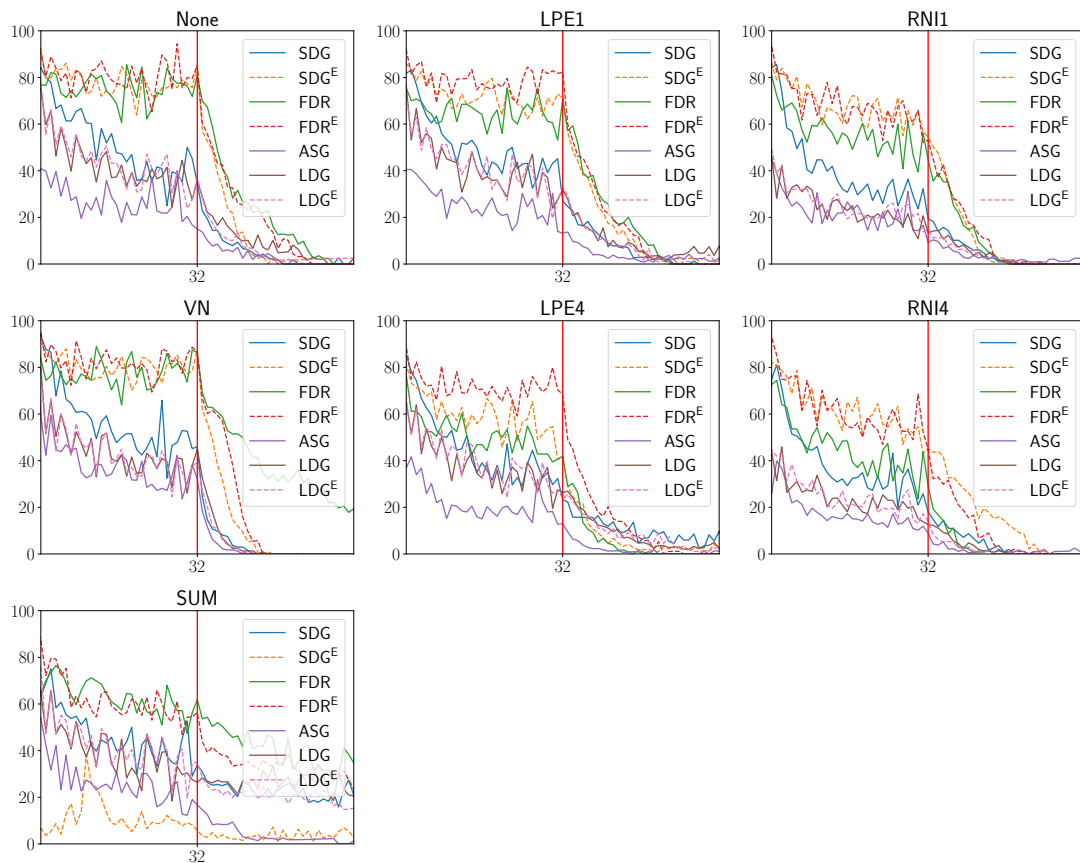 None
100
80
60
40
20
0
32
SDG
SDG^E
FDR
FDR^E
ASG
LDG
LDG^E
LPE1
100
80
60
40
20
0
32
SDG
SDG^E
FDR
FDR^E
ASG
LDG
LDG^E
RNI1
100
80
60
40
20
0
32
SDG
SDG^E
FDR
FDR^E
ASG
LDG
LDG^E
VN
100
80
60
40
20
0
32
SDG
SDG^E
FDR
FDR^E
ASG
LDG
LDG^E
LPE4
100
80
60
40
20
0
32
SDG
SDG^E
FDR
FDR^E
ASG
LDG
LDG^E
RNI4
100
80
60
40
20
0
32
SDG
SDG^E
FDR
FDR^E
ASG
LDG
LDG^E
SUM
100
80
60
40
20
0
32
SDG
SDG^E
FDR
FDR^E
ASG
LDG
LDG^E